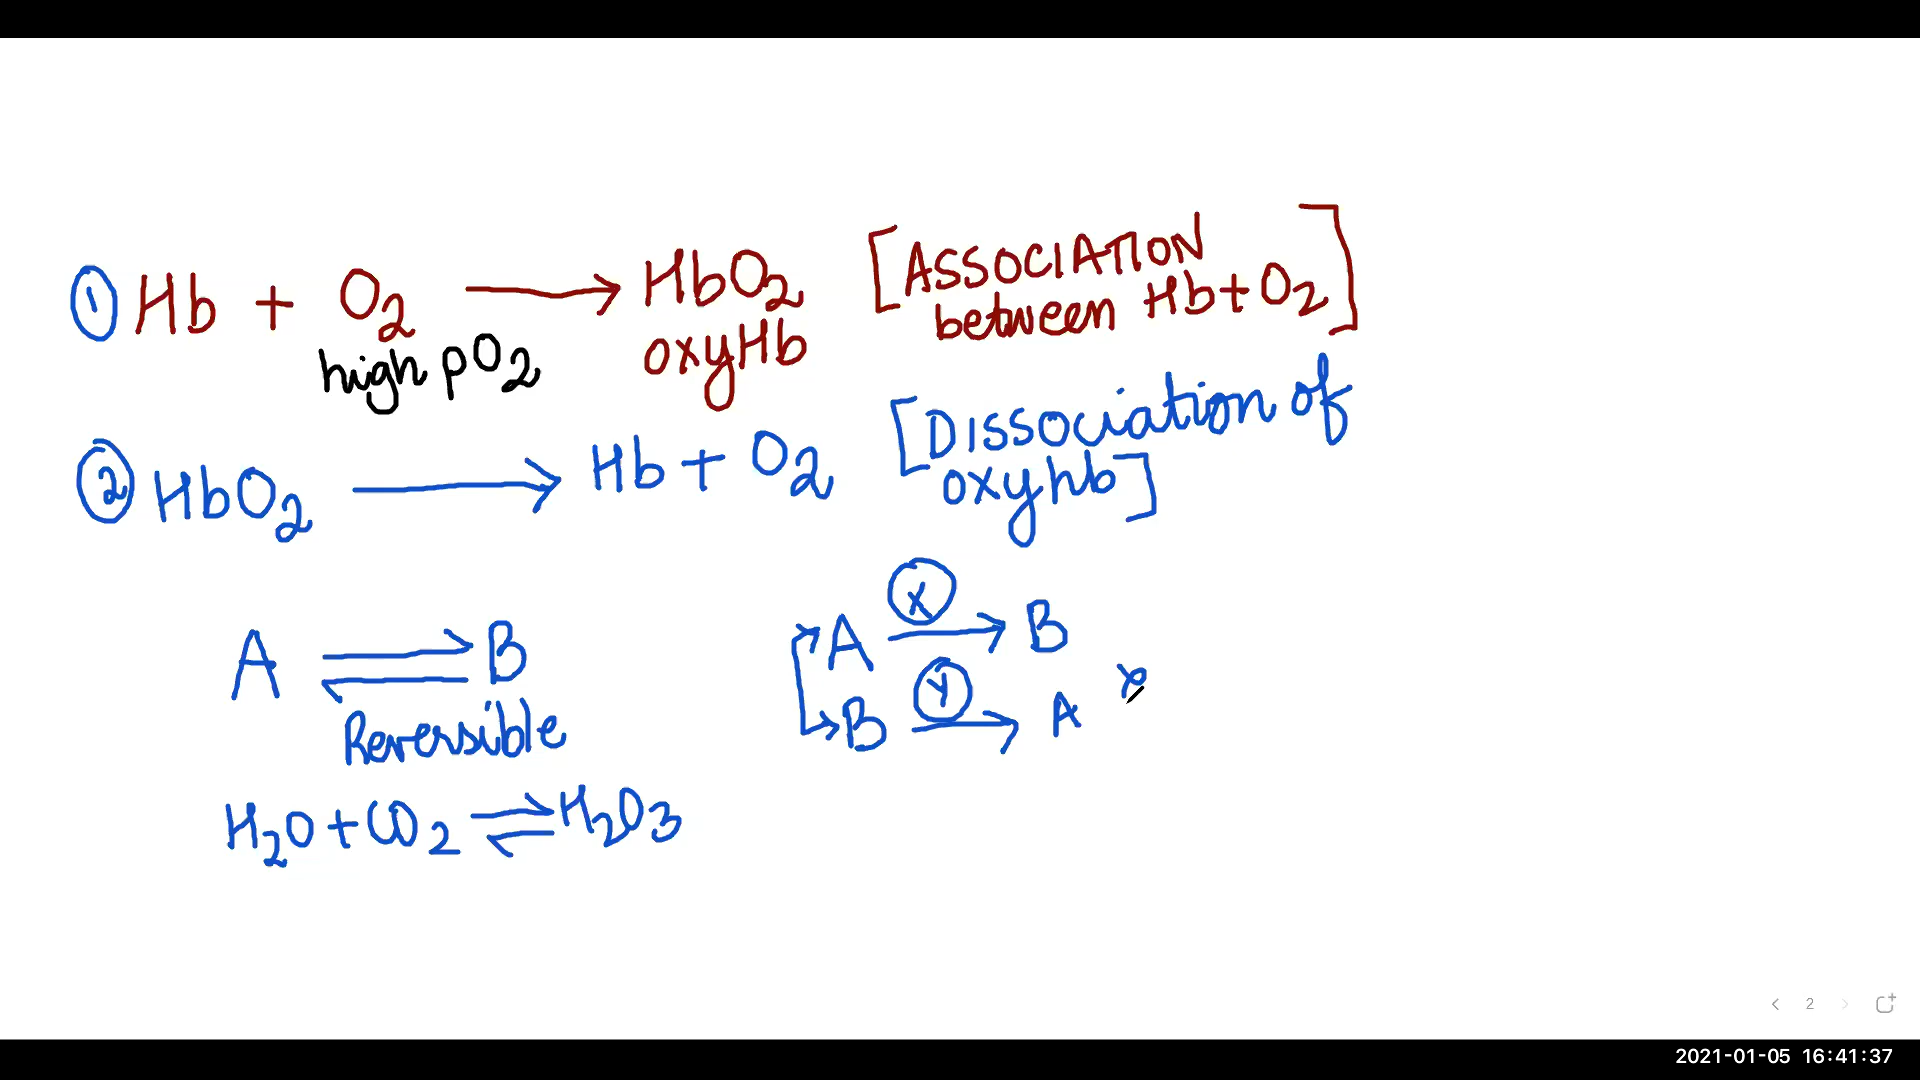 ① Hb + O₂ → HbO₂ [ASSOCIATION
high pO₂ oxyHb between Hb + O₂]
② HbO₂ → Hb + O₂ [DISSOciation of
oxyhb]
A ⇌ B
Reversible
H₂O + CO₂ ⇌ H₂O₃
A X → B
B Y → A
2
2021-01-05 16:41:37